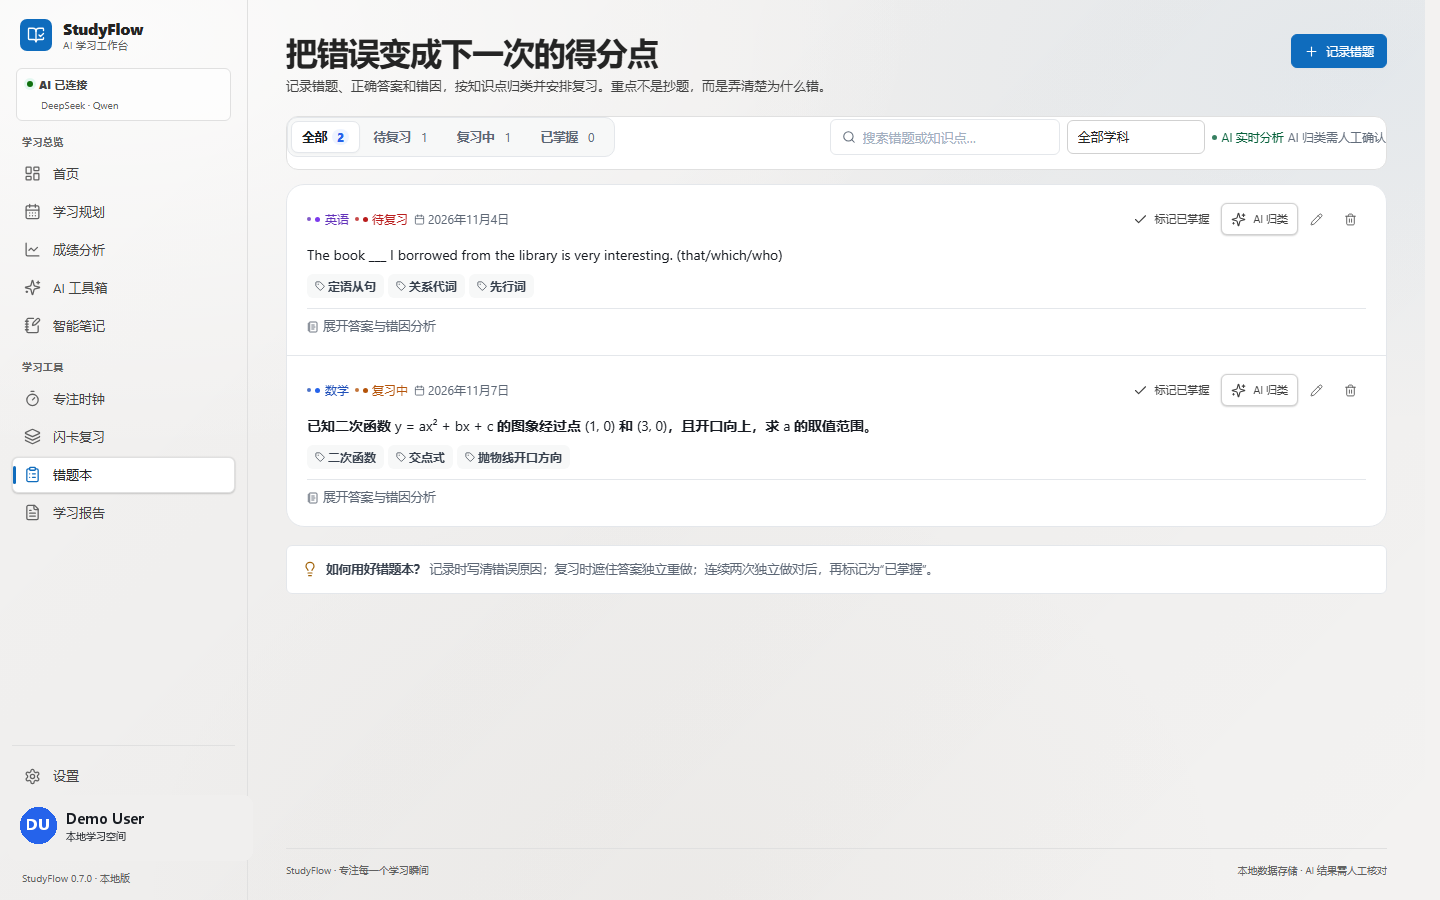 StudyFlow
AI 学习工作台
AI 已连接
DeepSeek · Qwen
学习总览
首页
学习规划
成绩分析
AI 工具箱
智能笔记
学习工具
专注时钟
闪卡复习
错题本
学习报告
设置
DU
Demo User
本地学习空间
StudyFlow 0.7.0 · 本地版
把错误变成下一次的得分点
记录错题、正确答案和错因，按知识点归类并安排复习。重点不是抄题，而是弄清楚为什么错。
记录错题
全部 2 待复习 1 复习中 1 已掌握 0
搜索错题或知识点...
全部学科
AI 实时分析 AI 归类需人工确认
英语 待复习 2026年11月4日
标记已掌握 AI 归类
The book ___ I borrowed from the library is very interesting. (that/which/who)
定语从句 关系代词 先行词
展开答案与错因分析
数学 复习中 2026年11月7日
标记已掌握 AI 归类
已知二次函数 y = ax² + bx + c 的图象经过点 (1, 0) 和 (3, 0)，且开口向上，求 a 的取值范围。
二次函数 交点式 抛物线开口方向
展开答案与错因分析
如何用好错题本？ 记录时写清错误原因；复习时遮住答案独立重做；连续两次独立做对后，再标记为“已掌握”。
StudyFlow · 专注每一个学习瞬间
本地数据存储 · AI 结果需人工核对